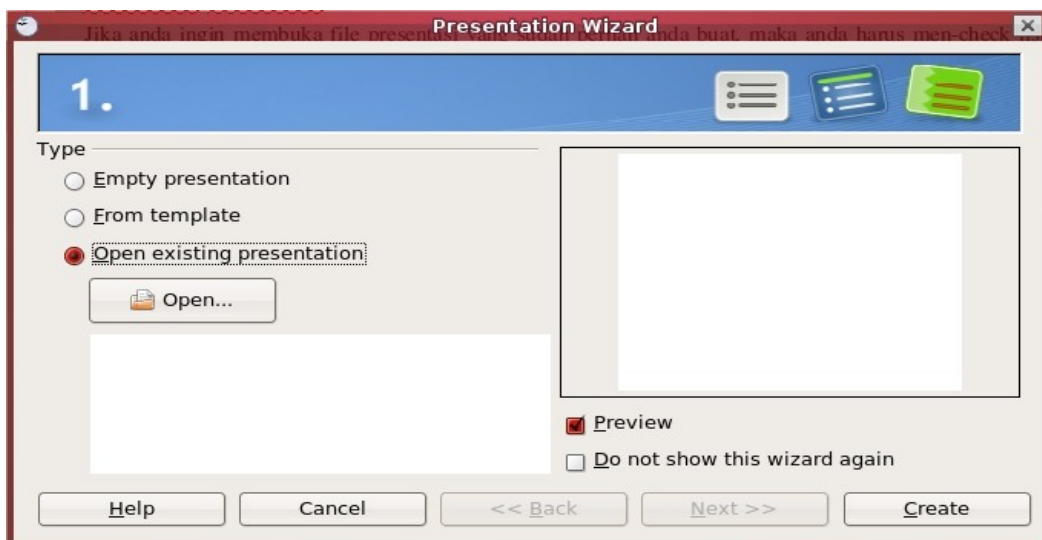 Presentation Wizard
Jika anda ingin membuka file presentasi yang sudah pernah anda buat, maka anda harus men-check
1.
Type
Empty presentation
From template
Open existing presentation
Open...
Preview
Do not show this wizard again
Help
Cancel
<< Back
Next >>
Create